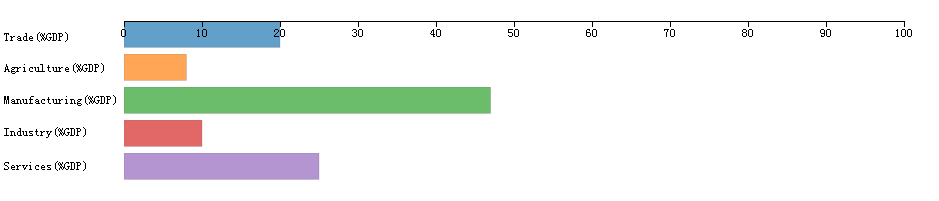 0 10 20 30 40 50 60 70 80 90 100
Trade(%GDP)
Agriculture(%GDP)
Manufacturing(%GDP)
Industry(%GDP)
Services(%GDP)